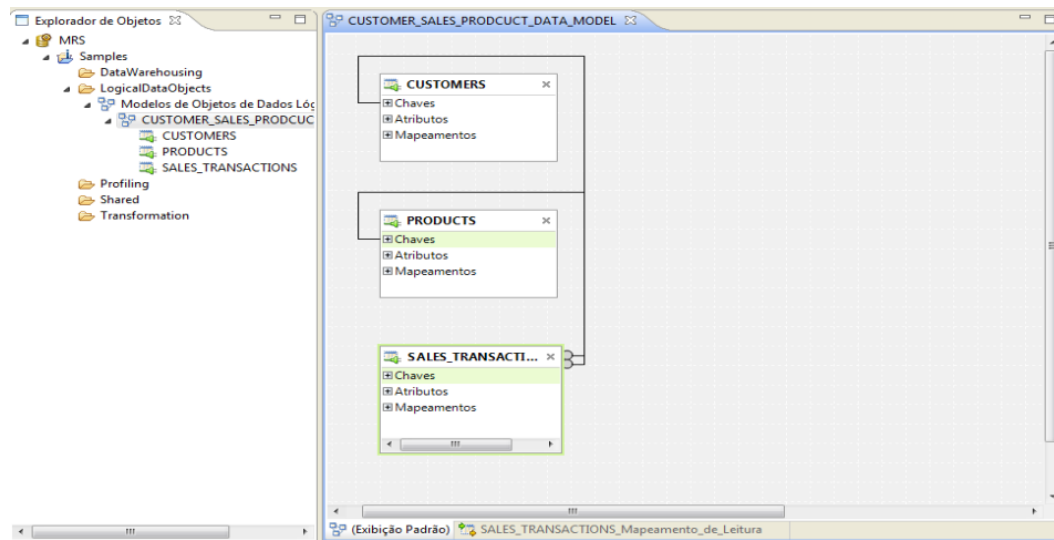 Explorador de Objetos
MRS
Samples
DataWarehousing
LogicalDataObjects
Modelos de Objetos de Dados Lóg
CUSTOMER_SALES_PRODCUC
CUSTOMERS
PRODUCTS
SALES_TRANSACTIONS
Profiling
Shared
Transformation
CUSTOMER_SALES_PRODCUCT_DATA_MODEL
CUSTOMERS
Chaves
Atributos
Mapeamentos
PRODUCTS
Chaves
Atributos
Mapeamentos
SALES_TRANSACTI...
Chaves
Atributos
Mapeamentos
(Exibição Padrão) SALES_TRANSACTIONS_Mapeamento_de_Leitura